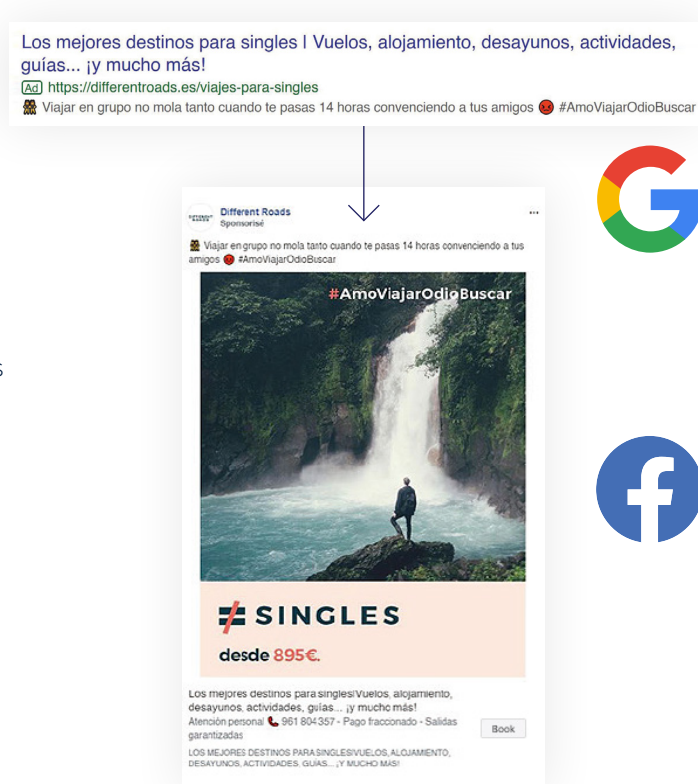 Los mejores destinos para singles | Vuelos, alojamiento, desayunos, actividades,
guías... ¡y mucho más!
Ad https://differentroads.es/viajes-para-singles
Viajar en grupo no mola tanto cuando te pasas 14 horas convenciendo a tus amigos #AmoViajarOdioBuscar
DIFFERENT
ROADS
Different Roads
Sponsorisé
...
Viajar en grupo no mola tanto cuando te pasas 14 horas convenciendo a tus
amigos #AmoViajarOdioBuscar
#AmoViajarOdioBuscar
s
≠ SINGLES
desde 895€.
Los mejores destinos para singles|Vuelos, alojamiento,
desayunos, actividades, guías... ¡y mucho más!
Atención personal 961 804 357 - Pago fraccionado - Salidas
garantizadas
Book
LOS MEJORES DESTINOS PARA SINGLES|VUELOS, ALOJAMIENTO,
DESAYUNOS, ACTIVIDADES, GUÍAS... ¡Y MUCHO MÁS!